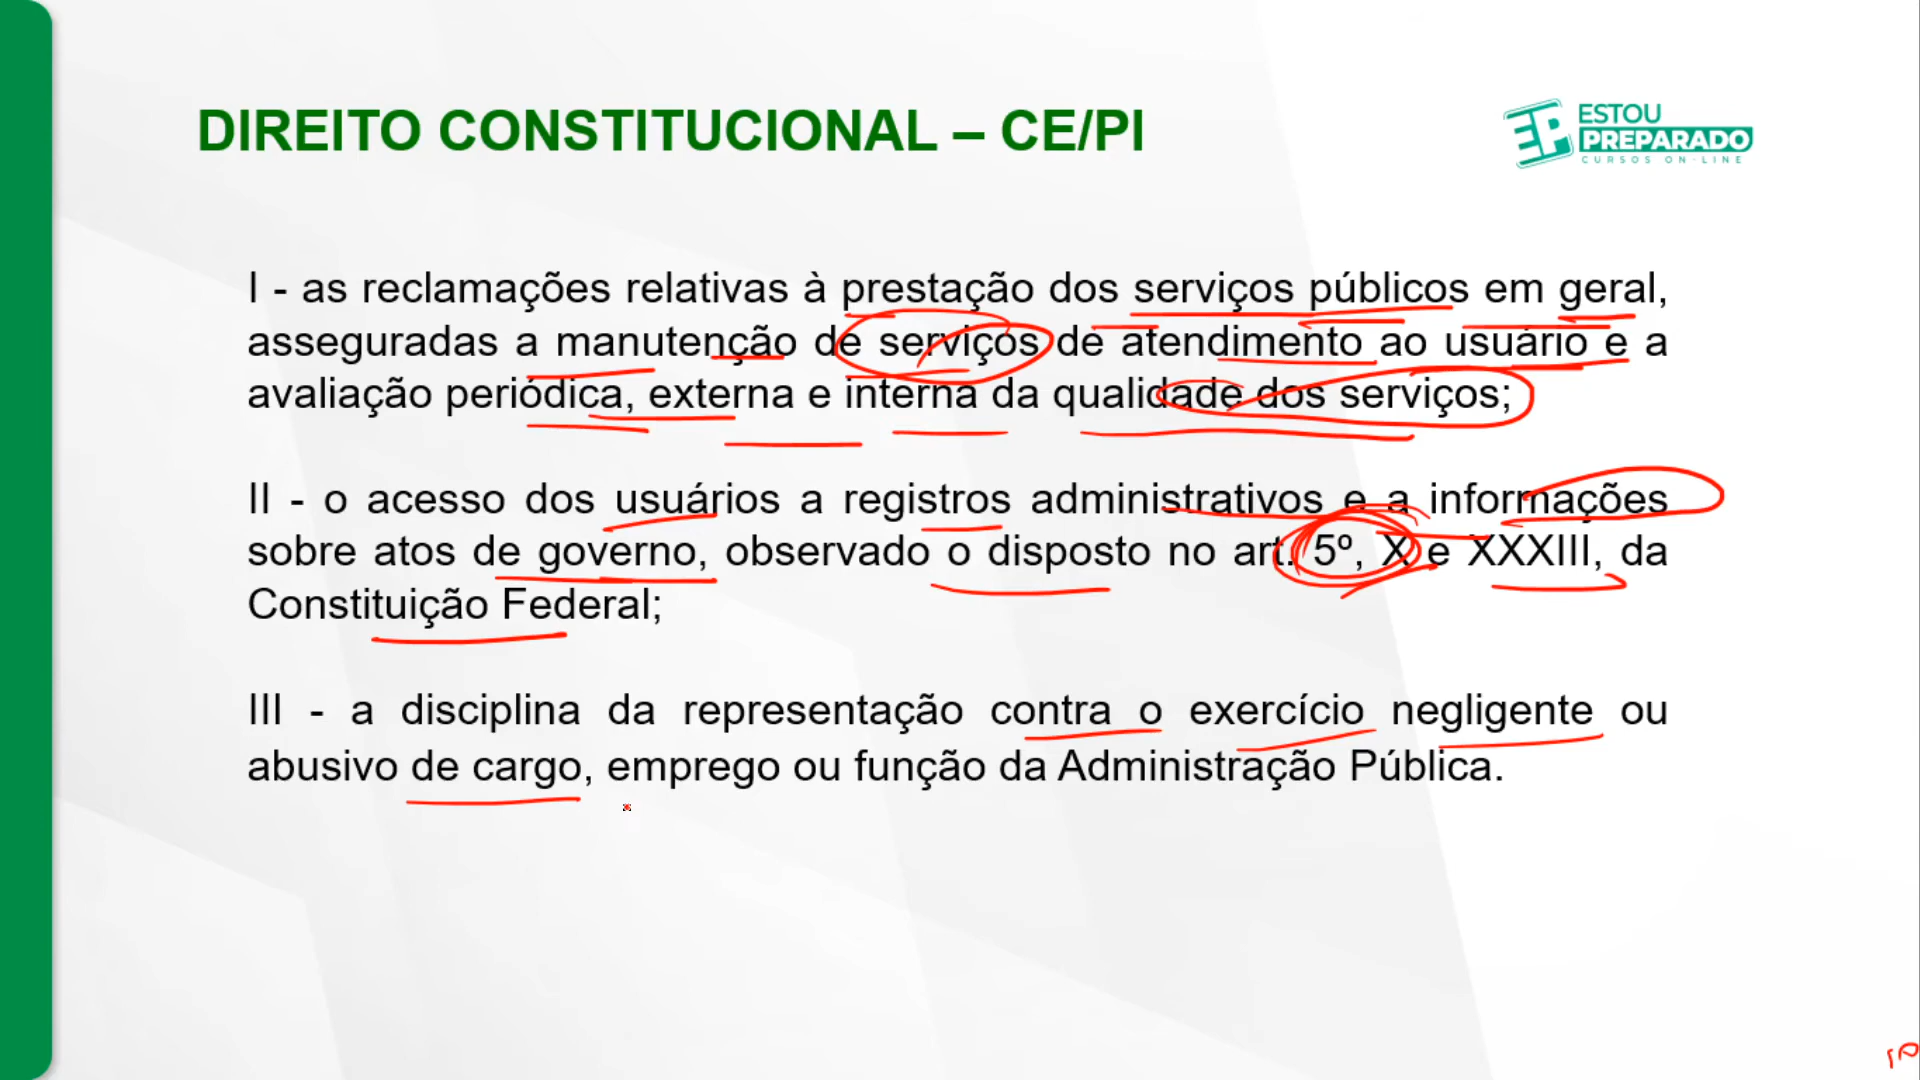 DIREITO CONSTITUCIONAL – CE/PI
ESTOU
PREPARADO
CURSOS ON-LINE
I - as reclamações relativas à prestação dos serviços públicos em geral,
asseguradas a manutenção de serviços de atendimento ao usuário e a
avaliação periódica, externa e interna da qualidade dos serviços;
II - o acesso dos usuários a registros administrativos e a informações
sobre atos de governo, observado o disposto no art. 5º, X e XXXIII, da
Constituição Federal;
III - a disciplina da representação contra o exercício negligente ou
abusivo de cargo, emprego ou função da Administração Pública.